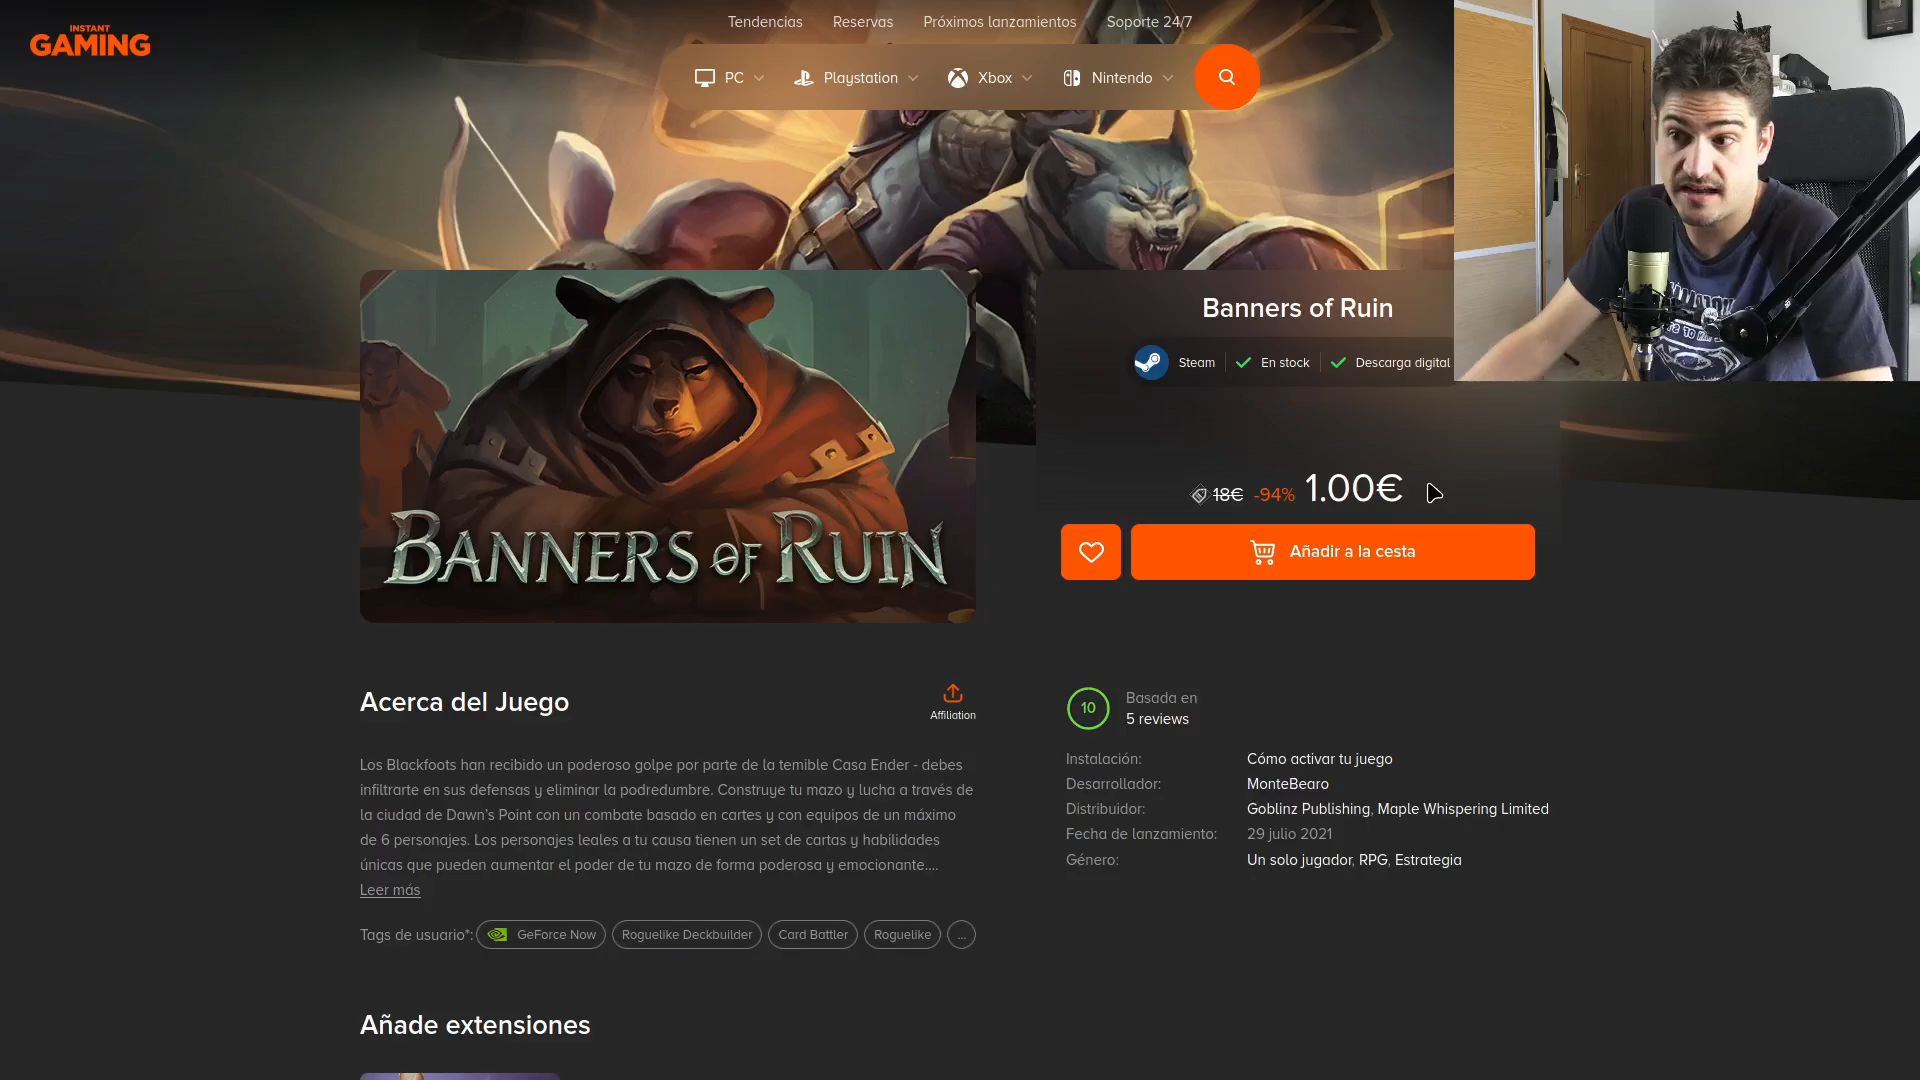 INSTANT
GAMING
Tendencias
Reservas
Próximos lanzamientos
Soporte 24/7
PC
Playstation
Xbox
Nintendo
BANNERS OF RUIN
Banners of Ruin
Steam
En stock
Descarga digital
18€ -94% 1.00€
Añadir a la cesta
Acerca del Juego
Affiliation
Los Blackfoots han recibido un poderoso golpe por parte de la temible Casa Ender - debes
infiltrarte en sus defensas y eliminar la podredumbre. Construye tu mazo y lucha a través de
la ciudad de Dawn's Point con un combate basado en cartes y con equipos de un máximo
de 6 personajes. Los personajes leales a tu causa tienen un set de cartas y habilidades
únicas que pueden aumentar el poder de tu mazo de forma poderosa y emocionante....
Leer más
Tags de usuario*: GeForce Now Roguelike Deckbuilder Card Battler Roguelike ...
10
Basada en
5 reviews
Instalación: Cómo activar tu juego
Desarrollador: MonteBearo
Distribuidor: Goblinz Publishing, Maple Whispering Limited
Fecha de lanzamiento: 29 julio 2021
Género: Un solo jugador, RPG, Estrategia
Añade extensiones